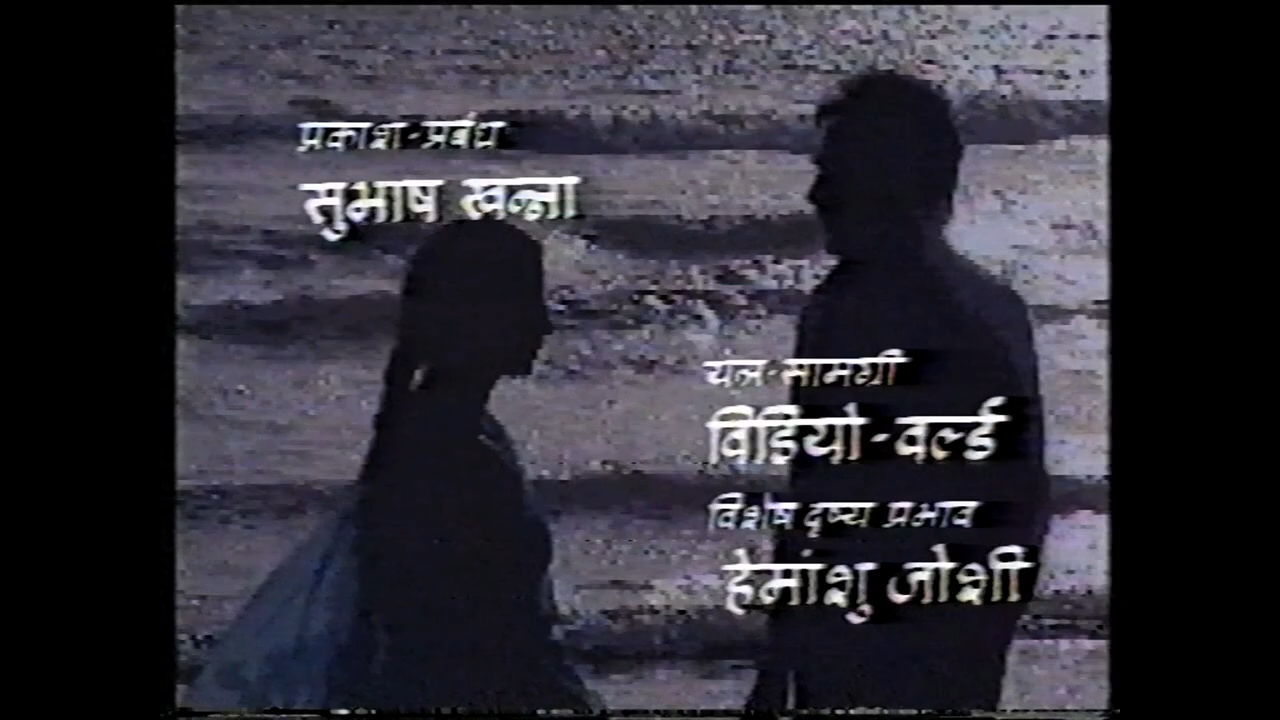 प्रकाश-प्रबंध
सुभाष खन्ना
यंत्र-सामग्री
विडियो-वर्ल्ड
विशेष दृष्य प्रभाव
हेमांशु जोशी